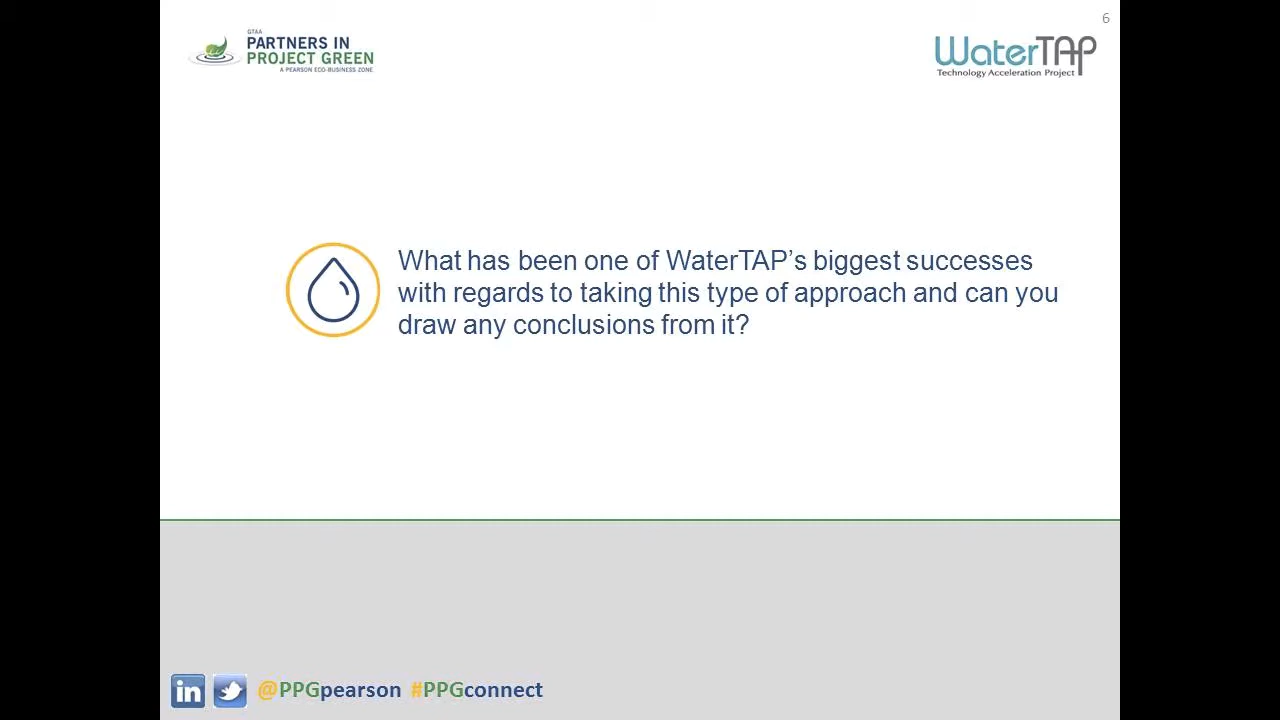 6
GTAA
PARTNERS IN
PROJECT GREEN
A PEARSON ECO-BUSINESS ZONE
WaterTAP
Technology Acceleration Project
What has been one of WaterTAP’s biggest successes
with regards to taking this type of approach and can you
draw any conclusions from it?
in @PPGpearson #PPGconnect